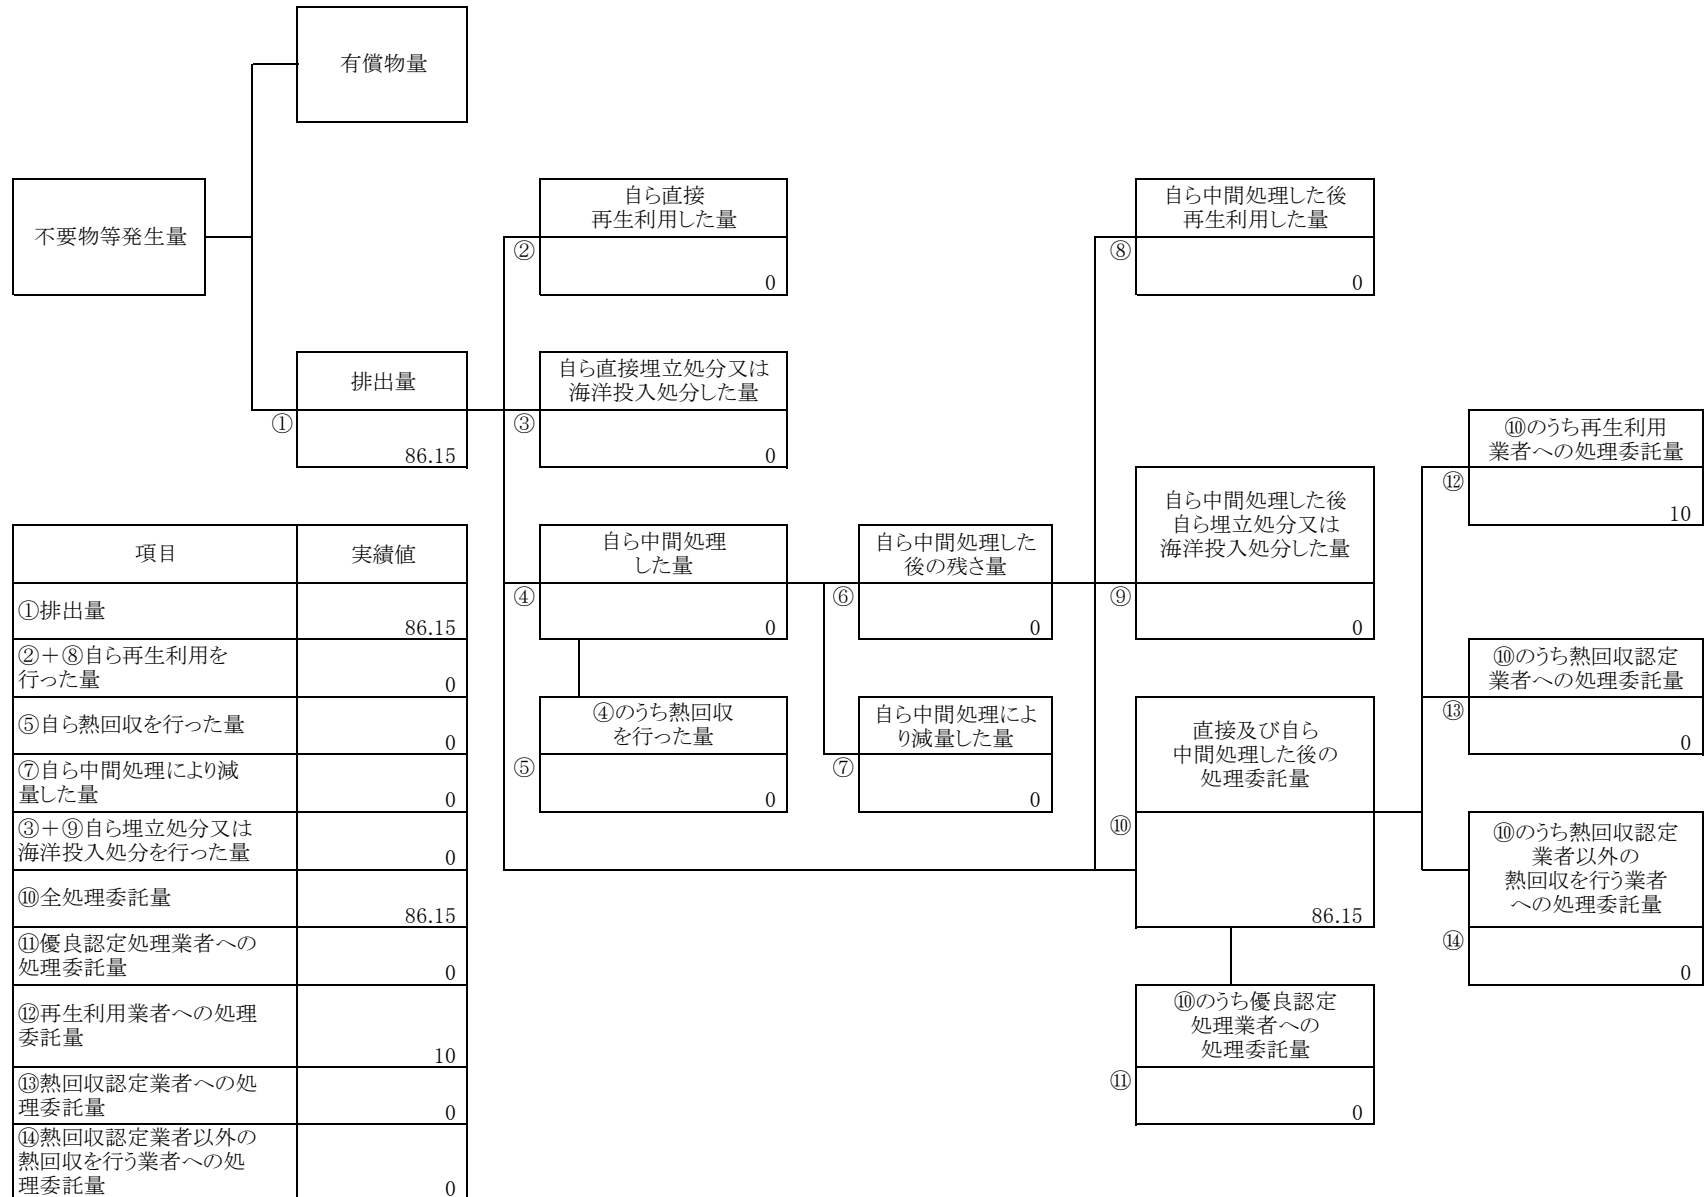 有償物量
不要物等発生量
自ら直接
再生利用した量
②
0
自ら中間処理した後
再生利用した量
⑧
0
排出量
①
86.15
自ら直接埋立処分又は
海洋投入処分した量
③
0
⑩のうち再生利用
業者への処理委託量
⑫
10
自ら中間処理した後
自ら埋立処分又は
海洋投入処分した量
⑨
0
自ら中間処理
した量
④
0
自ら中間処理した
後の残さ量
⑥
0
⑩のうち熱回収認定
業者への処理委託量
⑬
0
④のうち熱回収
を行った量
⑤
0
自ら中間処理によ
り減量した量
⑦
0
直接及び自ら
中間処理した後の
処理委託量
⑩
86.15
⑩のうち熱回収認定
業者以外の
熱回収を行う業者
への処理委託量
⑭
0
⑩のうち優良認定
処理業者への
処理委託量
⑪
0
項目 実績値
①排出量
86.15
②+⑧自ら再生利用を
行った量
0
⑤自ら熱回収を行った量
0
⑦自ら中間処理により減
量した量
0
③+⑨自ら埋立処分又は
海洋投入処分を行った量
0
⑩全処理委託量
86.15
⑪優良認定処理業者への
処理委託量
0
⑫再生利用業者への処理
委託量
10
⑬熱回収認定業者への処
理委託量
0
⑭熱回収認定業者以外の
熱回収を行う業者への処
理委託量
0